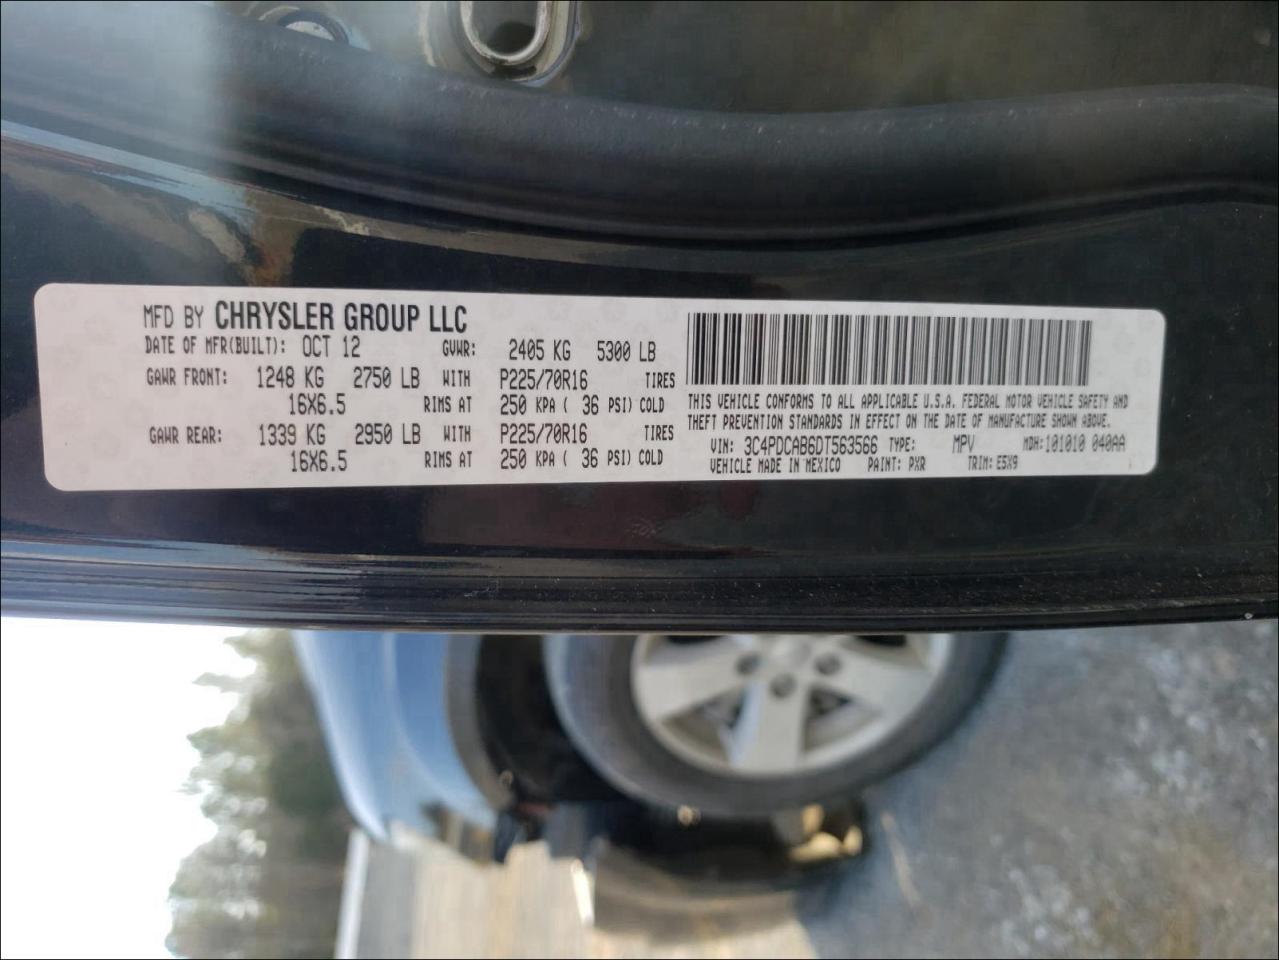 MFD BY CHRYSLER GROUP LLC
DATE OF MFR(BUILT): OCT 12 GVWR: 2405 KG 5300 LB
GAWR FRONT: 1248 KG 2750 LB WITH P225/70R16 TIRES
16X6.5 RIMS AT 250 KPA ( 36 PSI) COLD
GAWR REAR: 1339 KG 2950 LB WITH P225/70R16 TIRES
16X6.5 RIMS AT 250 KPA ( 36 PSI) COLD
THIS VEHICLE CONFORMS TO ALL APPLICABLE U.S.A. FEDERAL MOTOR VEHICLE SAFETY AND
THEFT PREVENTION STANDARDS IN EFFECT ON THE DATE OF MANUFACTURE SHOWN ABOVE.
VIN: 3C4PDCAB6DT563566 TYPE: MPV MDH: 101010 040AA
VEHICLE MADE IN MEXICO PAINT: PXR TRIM: E5X9